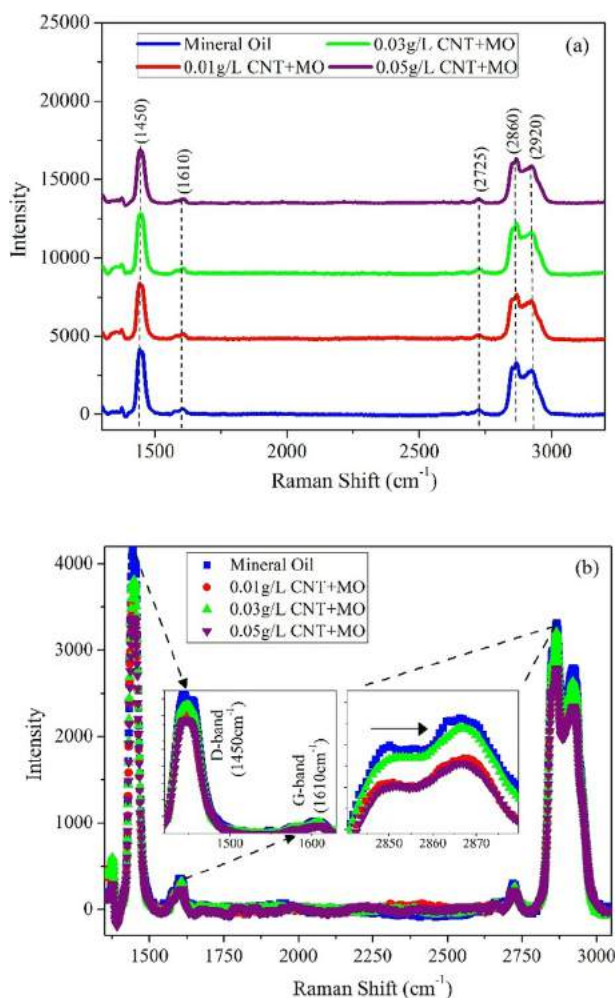 Mineral Oil 0.03g/L CNT+MO
0.01g/L CNT+MO 0.05g/L CNT+MO
(a)
25000
20000
15000
10000
5000
0
Intensity
(1450)
(1610)
(2725)
(2860)
(2920)
1500 2000 2500 3000
Raman Shift (cm⁻¹)
(b)
Mineral Oil
0.01g/L CNT+MO
0.03g/L CNT+MO
0.05g/L CNT+MO
4000
3000
2000
1000
0
Intensity
D-band
(1450cm⁻¹)
G-band
(1610cm⁻¹)
1500 1600
2850 2860 2870
1500 1750 2000 2250 2500 2750 3000
Raman Shift (cm⁻¹)